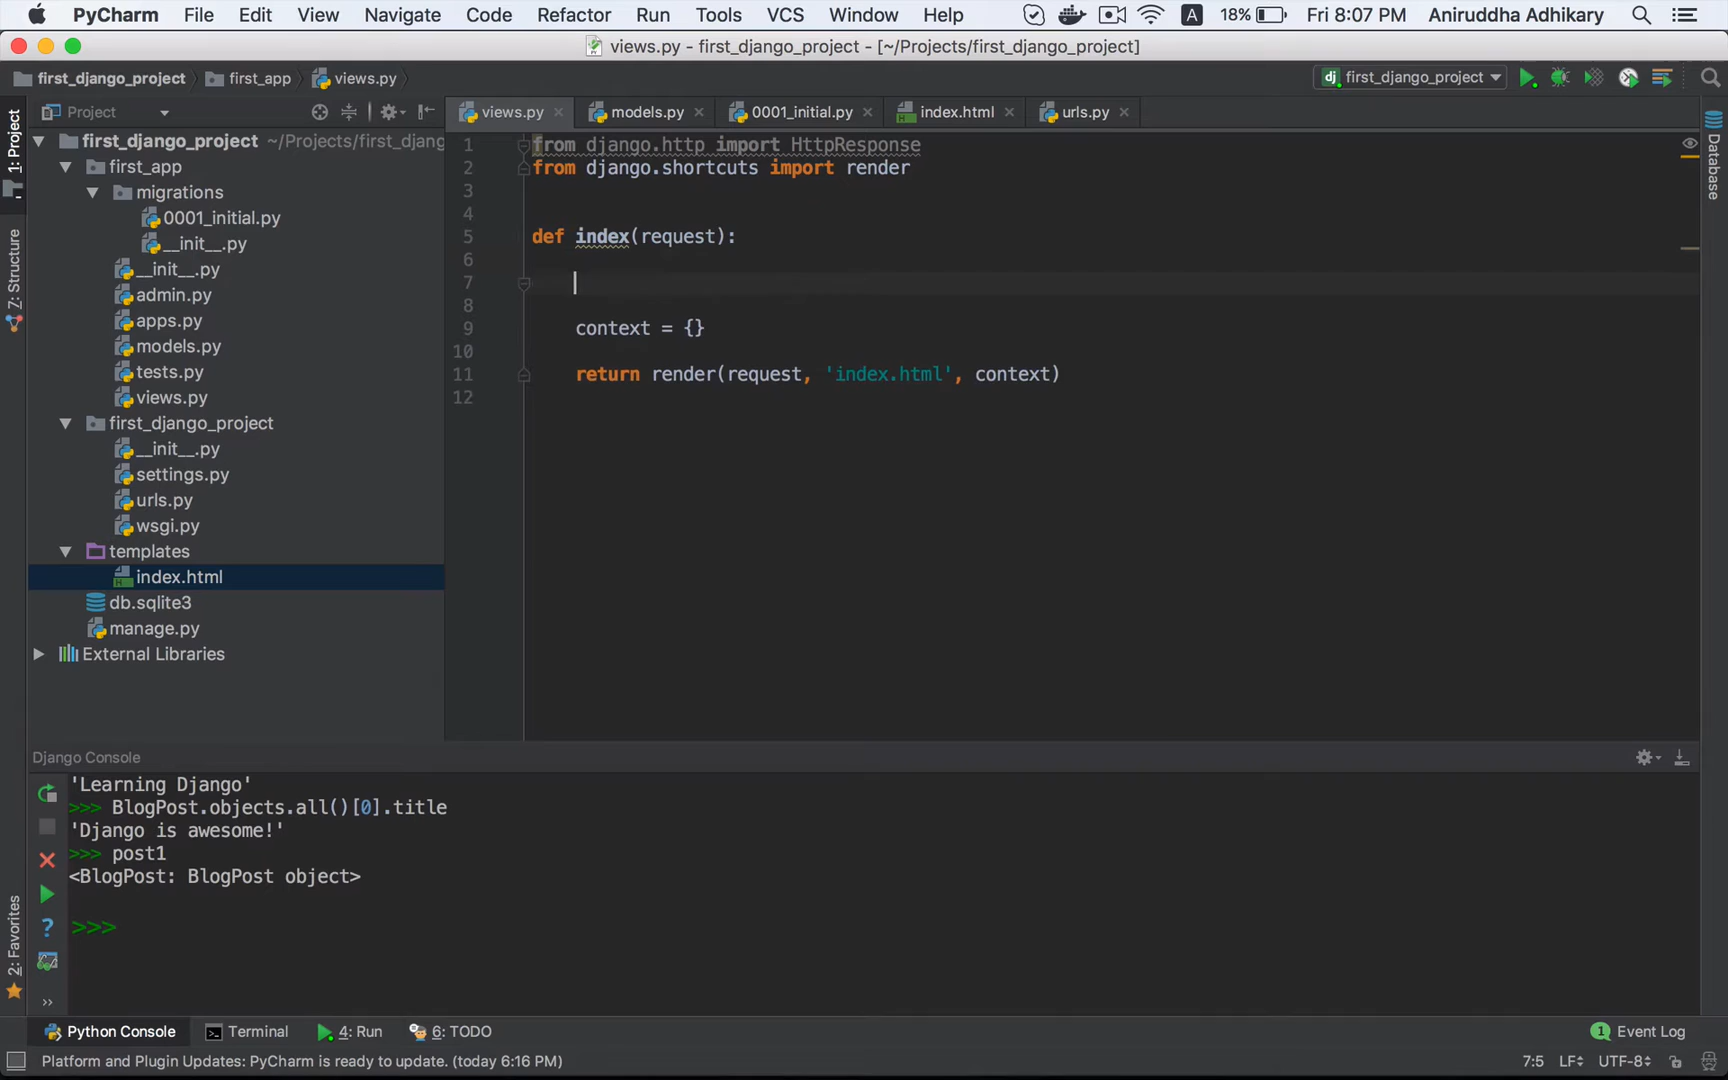 PyCharm File Edit View Navigate Code Refactor Run Tools VCS Window Help A 18% Fri 8:07 PM Aniruddha Adhikary
views.py - first_django_project - [~/Projects/first_django_project]
first_django_project first_app views.py dj first_django_project
Project views.py models.py 0001_initial.py index.html urls.py
1: Project
Z: Structure
2: Favorites
Database
first_django_project ~/Projects/first_djang
first_app
migrations
0001_initial.py
__init__.py
__init__.py
admin.py
apps.py
models.py
tests.py
views.py
first_django_project
__init__.py
settings.py
urls.py
wsgi.py
templates
index.html
db.sqlite3
manage.py
External Libraries
1 from django.http import HttpResponse
2 from django.shortcuts import render
3
4
5 def index(request):
6
7
8
9 context = {}
10
11 return render(request, 'index.html', context)
12
Django Console
'Learning Django'
>>> BlogPost.objects.all()[0].title
'Django is awesome!'
>>> post1
<BlogPost: BlogPost object>
>>>
Python Console Terminal 4: Run 6: TODO 1 Event Log
Platform and Plugin Updates: PyCharm is ready to update. (today 6:16 PM) 7:5 LF UTF-8